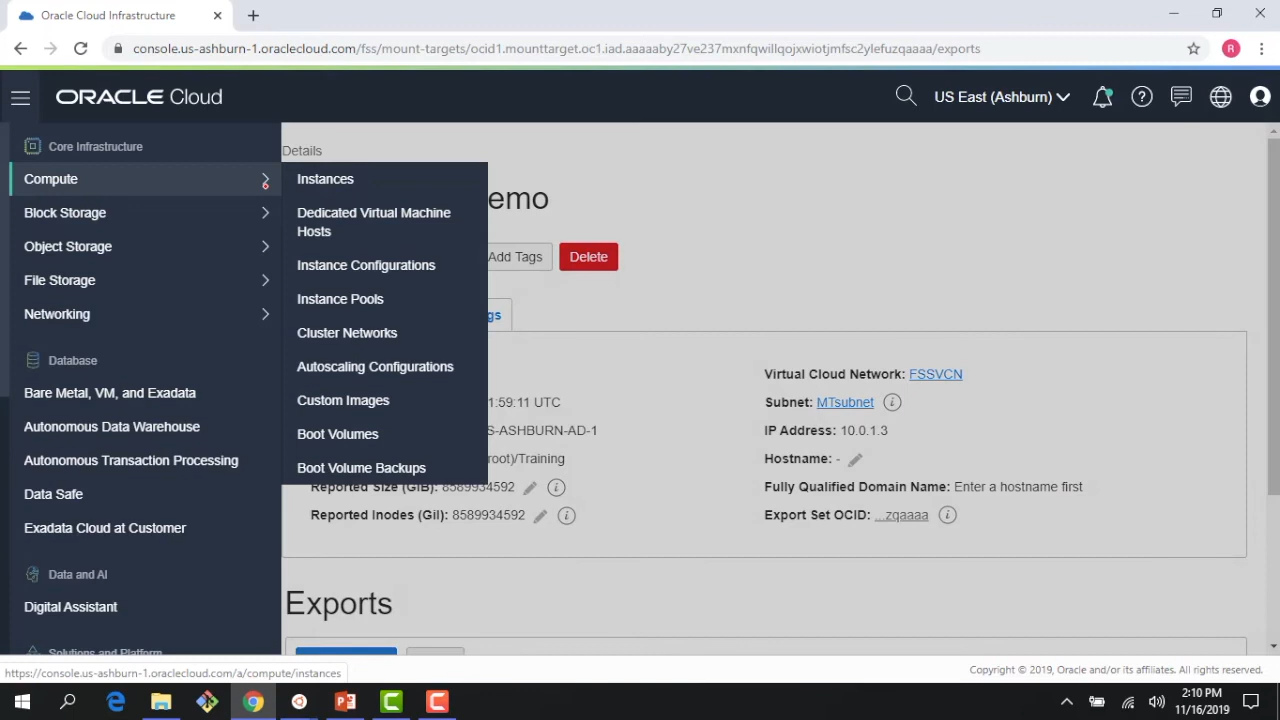 Oracle Cloud Infrastructure
console.us-ashburn-1.oraclecloud.com/fss/mount-targets/ocid1.mounttarget.oc1.iad.aaaaaby27ve237mxnfqwillqojxwiotjmfsc2ylefuzqaaaa/exports
R
ORACLE Cloud
US East (Ashburn)
Core Infrastructure
Compute
Block Storage
Object Storage
File Storage
Networking
Database
Bare Metal, VM, and Exadata
Autonomous Data Warehouse
Autonomous Transaction Processing
Data Safe
Exadata Cloud at Customer
Data and AI
Digital Assistant
Solutions and Platform
Instances
Dedicated Virtual Machine
Hosts
Instance Configurations
Instance Pools
Cluster Networks
Autoscaling Configurations
Custom Images
Boot Volumes
Boot Volume Backups
Details
emo
Add Tags
Delete
gs
1:59:11 UTC
S-ASHBURN-AD-1
root)/Training
Reported Size (GiB): 8589934592
Reported Inodes (GiI): 8589934592
Virtual Cloud Network: FSSVCN
Subnet: MTsubnet
IP Address: 10.0.1.3
Hostname: -
Fully Qualified Domain Name: Enter a hostname first
Export Set OCID: ...zqaaaa
Exports
https://console.us-ashburn-1.oraclecloud.com/a/compute/instances
Copyright © 2019, Oracle and/or its affiliates. All rights reserved.
2:10 PM
11/16/2019